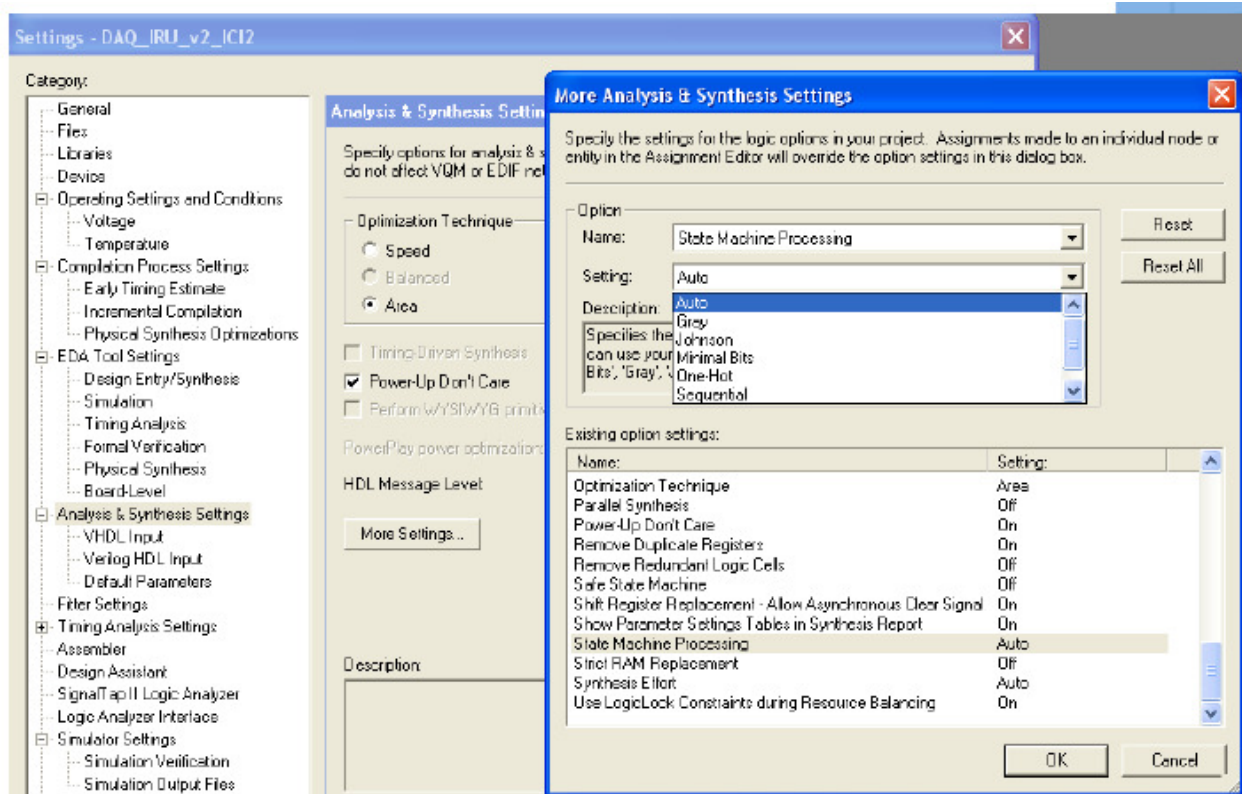 Settings - DAQ_IRU_v2_ICI2
Category:
General
Files
Libraries
Device
Operating Settings and Conditions
Voltage
Temperature
Compilation Process Settings
Early Timing Estimate
Incremental Compilation
Physical Synthesis Optimizations
EDA Tool Settings
Design Entry/Synthesis
Simulation
Timing Analysis
Formal Verification
Physical Synthesis
Board-Level
Analysis & Synthesis Settings
VHDL Input
Verilog HDL Input
Default Parameters
Fitter Settings
Timing Analysis Settings
Assembler
Design Assistant
SignalTap II Logic Analyzer
Logic Analyzer Interface
Simulator Settings
Simulation Verification
Simulation Output Files
Analysis & Synthesis Settin
Specify options for analysis & s
do not affect VQM or EDIF net
Optimization Technique
Speed
Balanced
Area
Timing-Driven Synthesis
Power-Up Don't Care
Perform WYSIWYG primiti
PowerPlay power optimization:
HDL Message Level:
More Settings...
Description:
More Analysis & Synthesis Settings
Specify the settings for the logic options in your project. Assignments made to an individual node or
entity in the Assignment Editor will override the option settings in this dialog box.
Option
Name: State Machine Processing
Reset
Setting: Auto
Reset All
Auto
Gray
Johnson
Minimal Bits
One-Hot
Sequential
Description:
Specifies the
can use your
Bits', 'Gray',
Existing option settings:
Name: Setting:
Optimization Technique Area
Parallel Synthesis Off
Power-Up Don't Care On
Remove Duplicate Registers On
Remove Redundant Logic Cells Off
Safe State Machine Off
Shift Register Replacement - Allow Asynchronous Clear Signal On
Show Parameter Settings Tables in Synthesis Report On
State Machine Processing Auto
Strict RAM Replacement Off
Synthesis Effort Auto
Use LogicLock Constraints during Resource Balancing On
OK Cancel